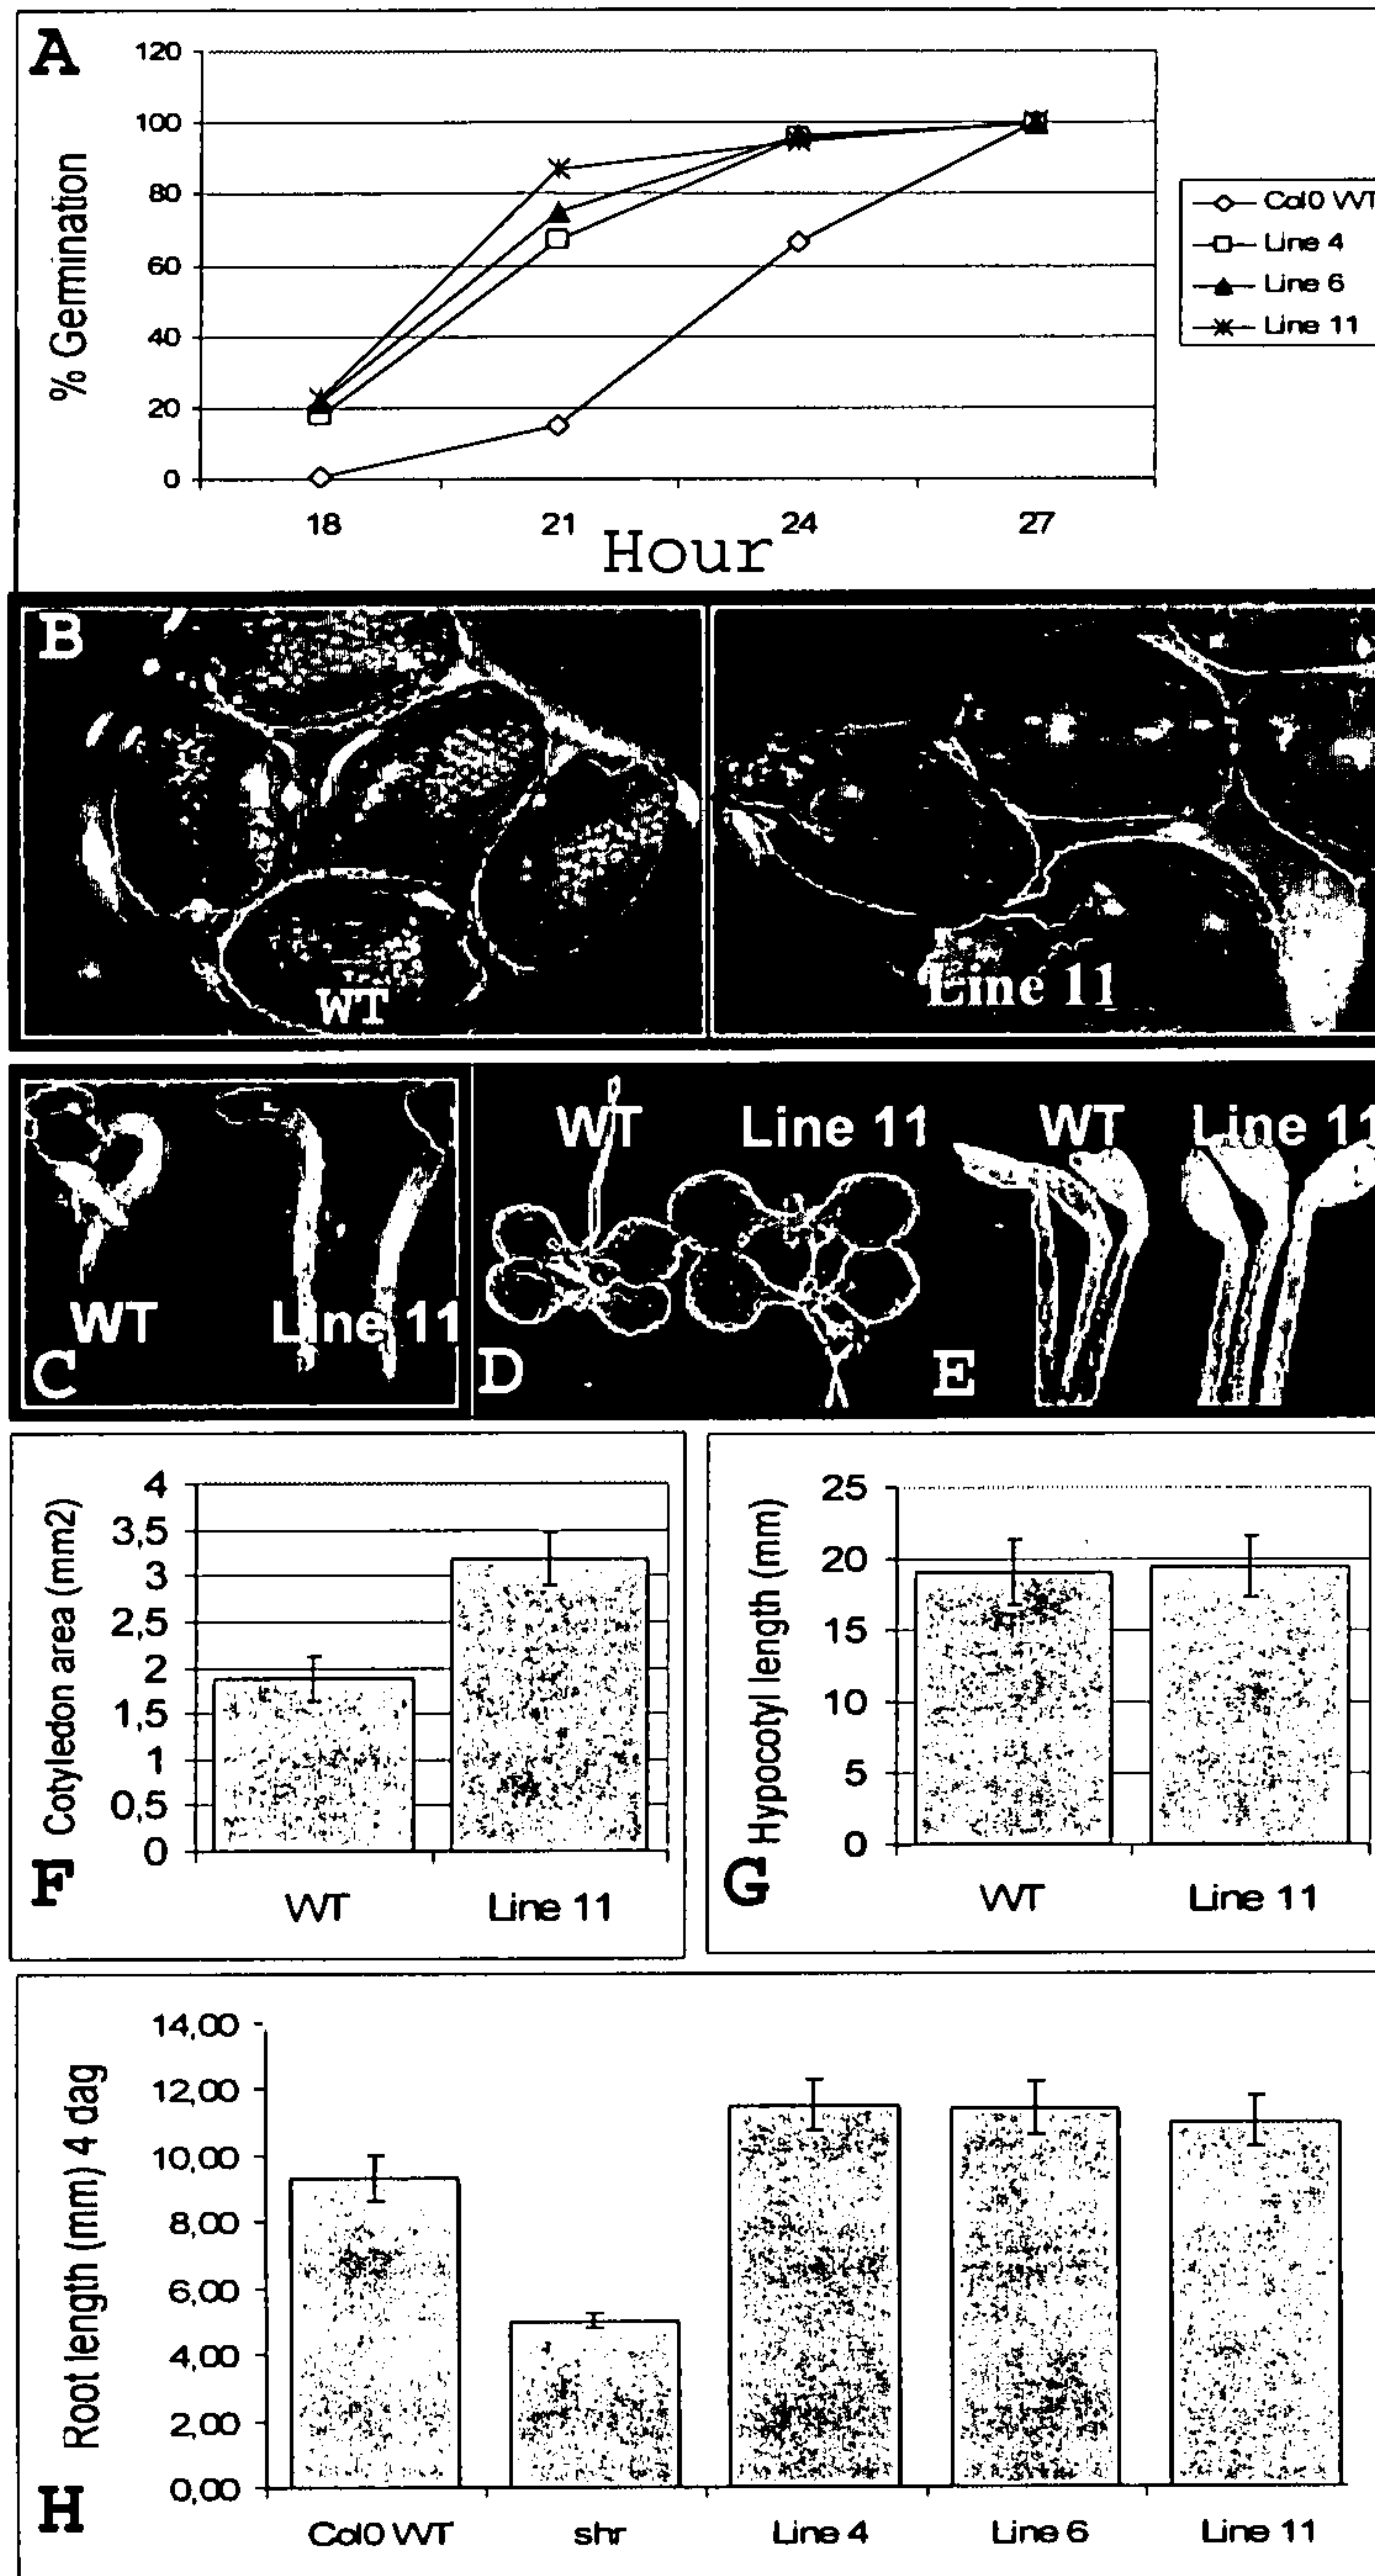 A
120
100
80
60
40
20
0
% Germination
18 21 24 27
Hour
Col0 WT
Line 4
Line 6
Line 11
B
WT
Line 11
WT
Line 11
C
WT
Line 11
D
WT
Line 11
E
4
3,5
3
2,5
2
1,5
1
0,5
0
Cotyledon area (mm2)
WT Line 11
F
25
20
15
10
5
0
Hypocotyl length (mm)
WT Line 11
G
14,00
12,00
10,00
8,00
6,00
4,00
2,00
0,00
Root length (mm) 4 dag
Col0 WT shr Line 4 Line 6 Line 11
H